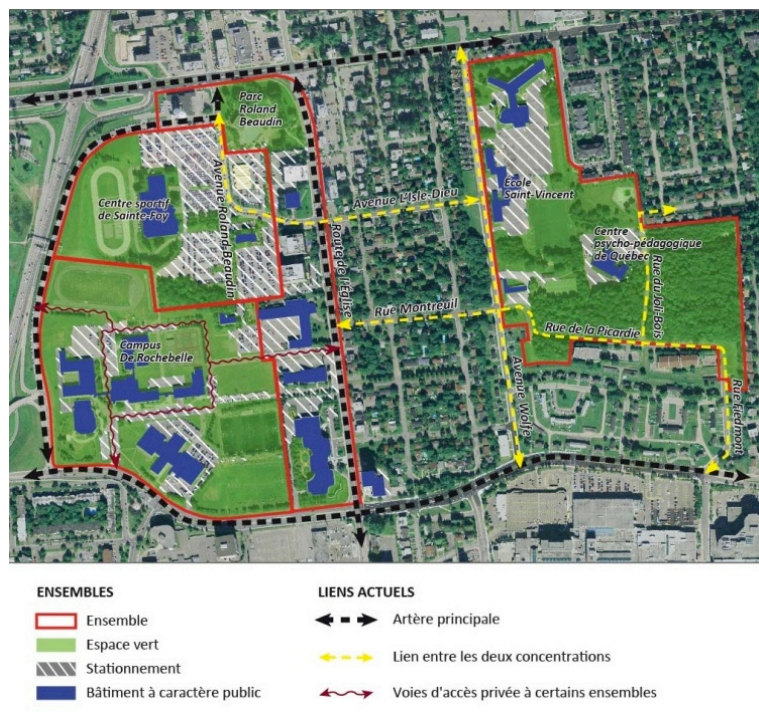 Parc
Roland
Beaudin
Centre sportif
de Sainte-Foy
Avenue Roland-Beaudin
Avenue L'Isle-Dieu
École
Saint-Vincent
Centre
psycho-pédagogique
de Québec
Route de l'Église
Rue Montreuil
Rue de la Picardie
Rue du Joli-Bois
Campus
De Rochebelle
Avenue Wolfe
Rue Piedmont
ENSEMBLES
Ensemble
Espace vert
Stationnement
Bâtiment à caractère public
LIENS ACTUELS
Artère principale
Lien entre les deux concentrations
Voies d'accès privée à certains ensembles